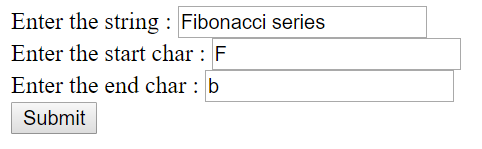 Enter the string : Fibonacci series
Enter the start char : F
Enter the end char : b
Submit